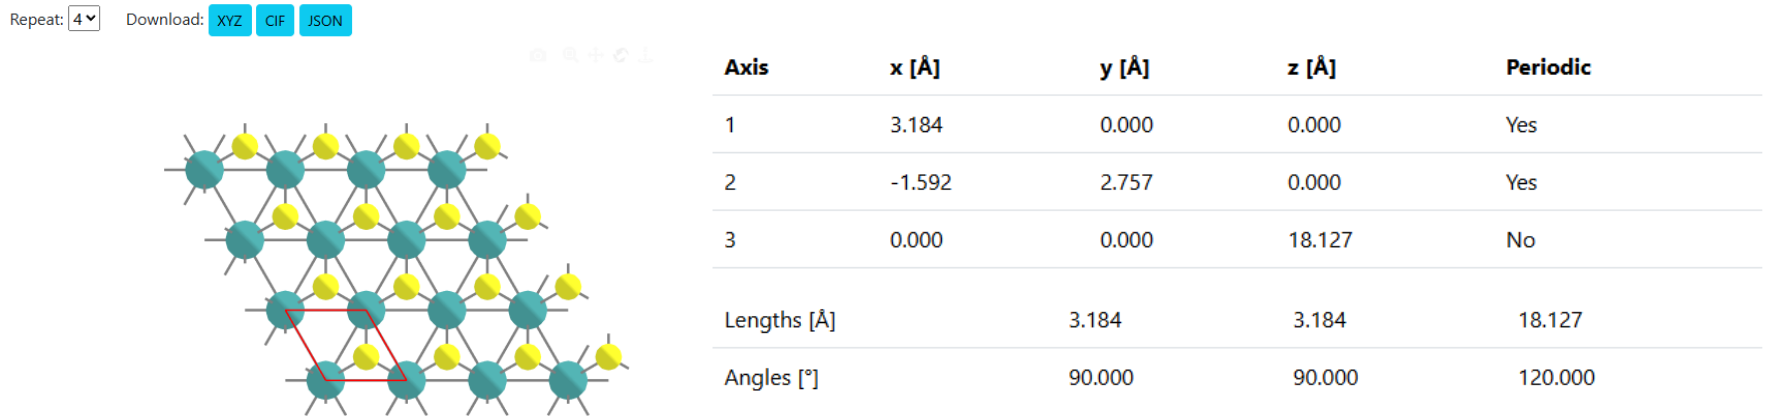 Repeat: 4 Download: XYZ CIF JSON
Axis x [Å] y [Å] z [Å] Periodic
1 3.184 0.000 0.000 Yes
2 -1.592 2.757 0.000 Yes
3 0.000 0.000 18.127 No
Lengths [Å] 3.184 3.184 18.127
Angles [°] 90.000 90.000 120.000